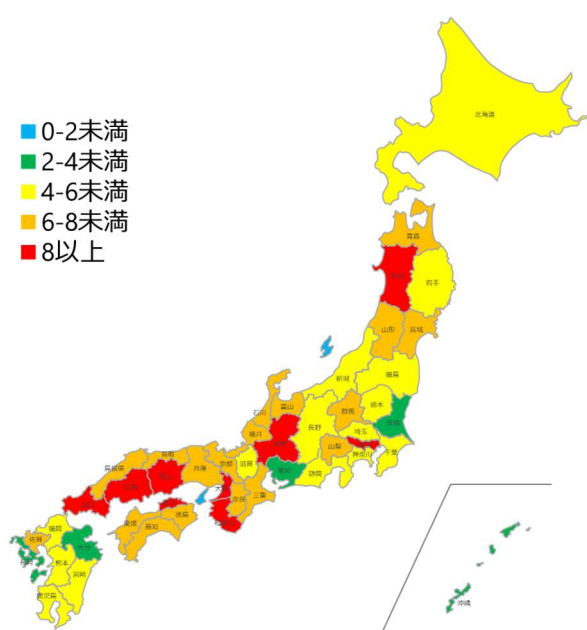 0-2未満
2-4未満
4-6未満
6-8未満
8以上
北海道
青森
岩手
山形
宮城
新潟
福島
石川
富山
群馬
栃木
長野
埼玉
福井
山梨
神奈川
千葉
静岡
滋賀
京都
兵庫
鳥取
島根県
三重
奈良
愛媛
高知
徳島
福岡
佐賀
熊本
宮崎
鹿児島
沖縄